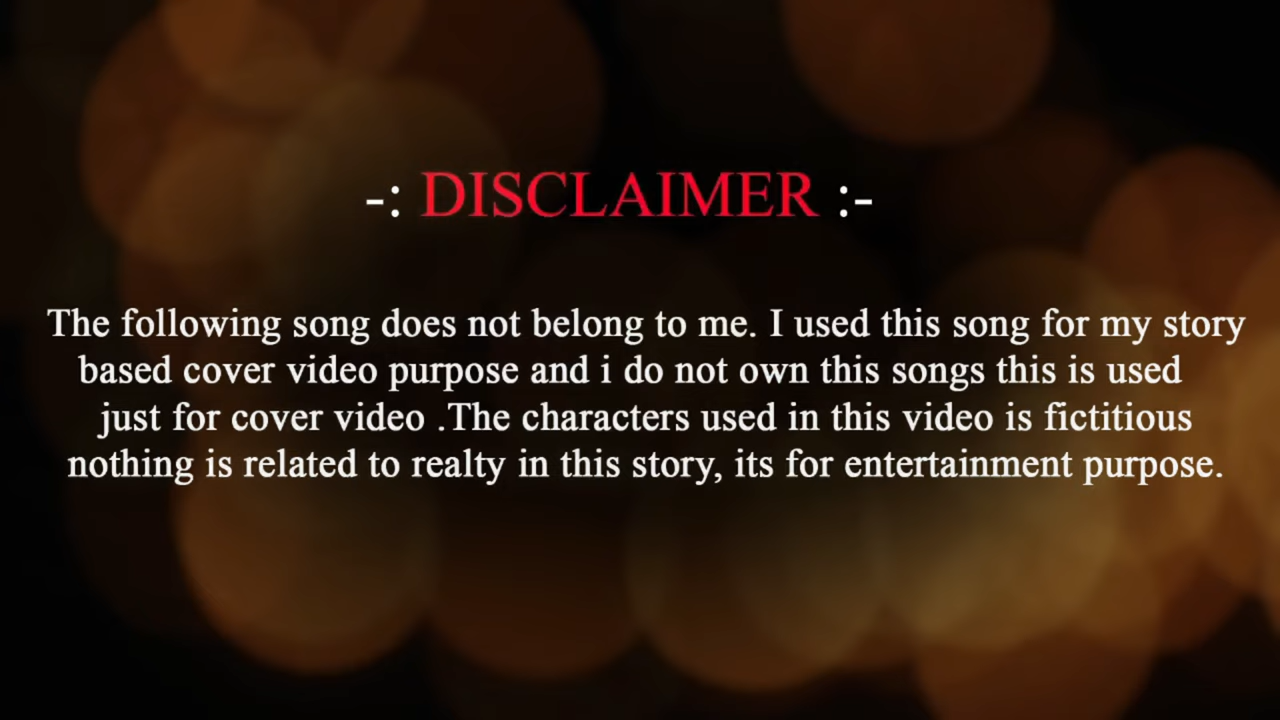 -: DISCLAIMER :-
The following song does not belong to me. I used this song for my story
based cover video purpose and i do not own this songs this is used
just for cover video .The characters used in this video is fictitious
nothing is related to realty in this story, its for entertainment purpose.